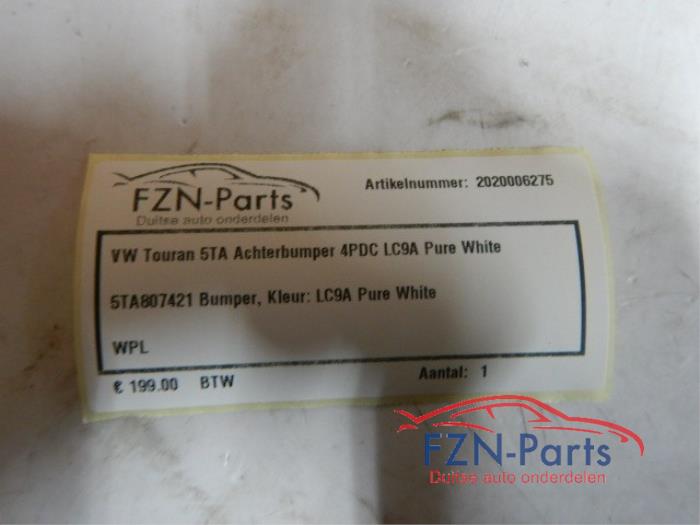 FZN-Parts
Duitse auto onderdelen
Artikelnummer: 2020006275
VW Touran 5TA Achterbumper 4PDC LC9A Pure White
5TA807421 Bumper, Kleur: LC9A Pure White
WPL
€ 199.00 BTW
Aantal: 1
FZN-Parts
Duitse auto onderdelen